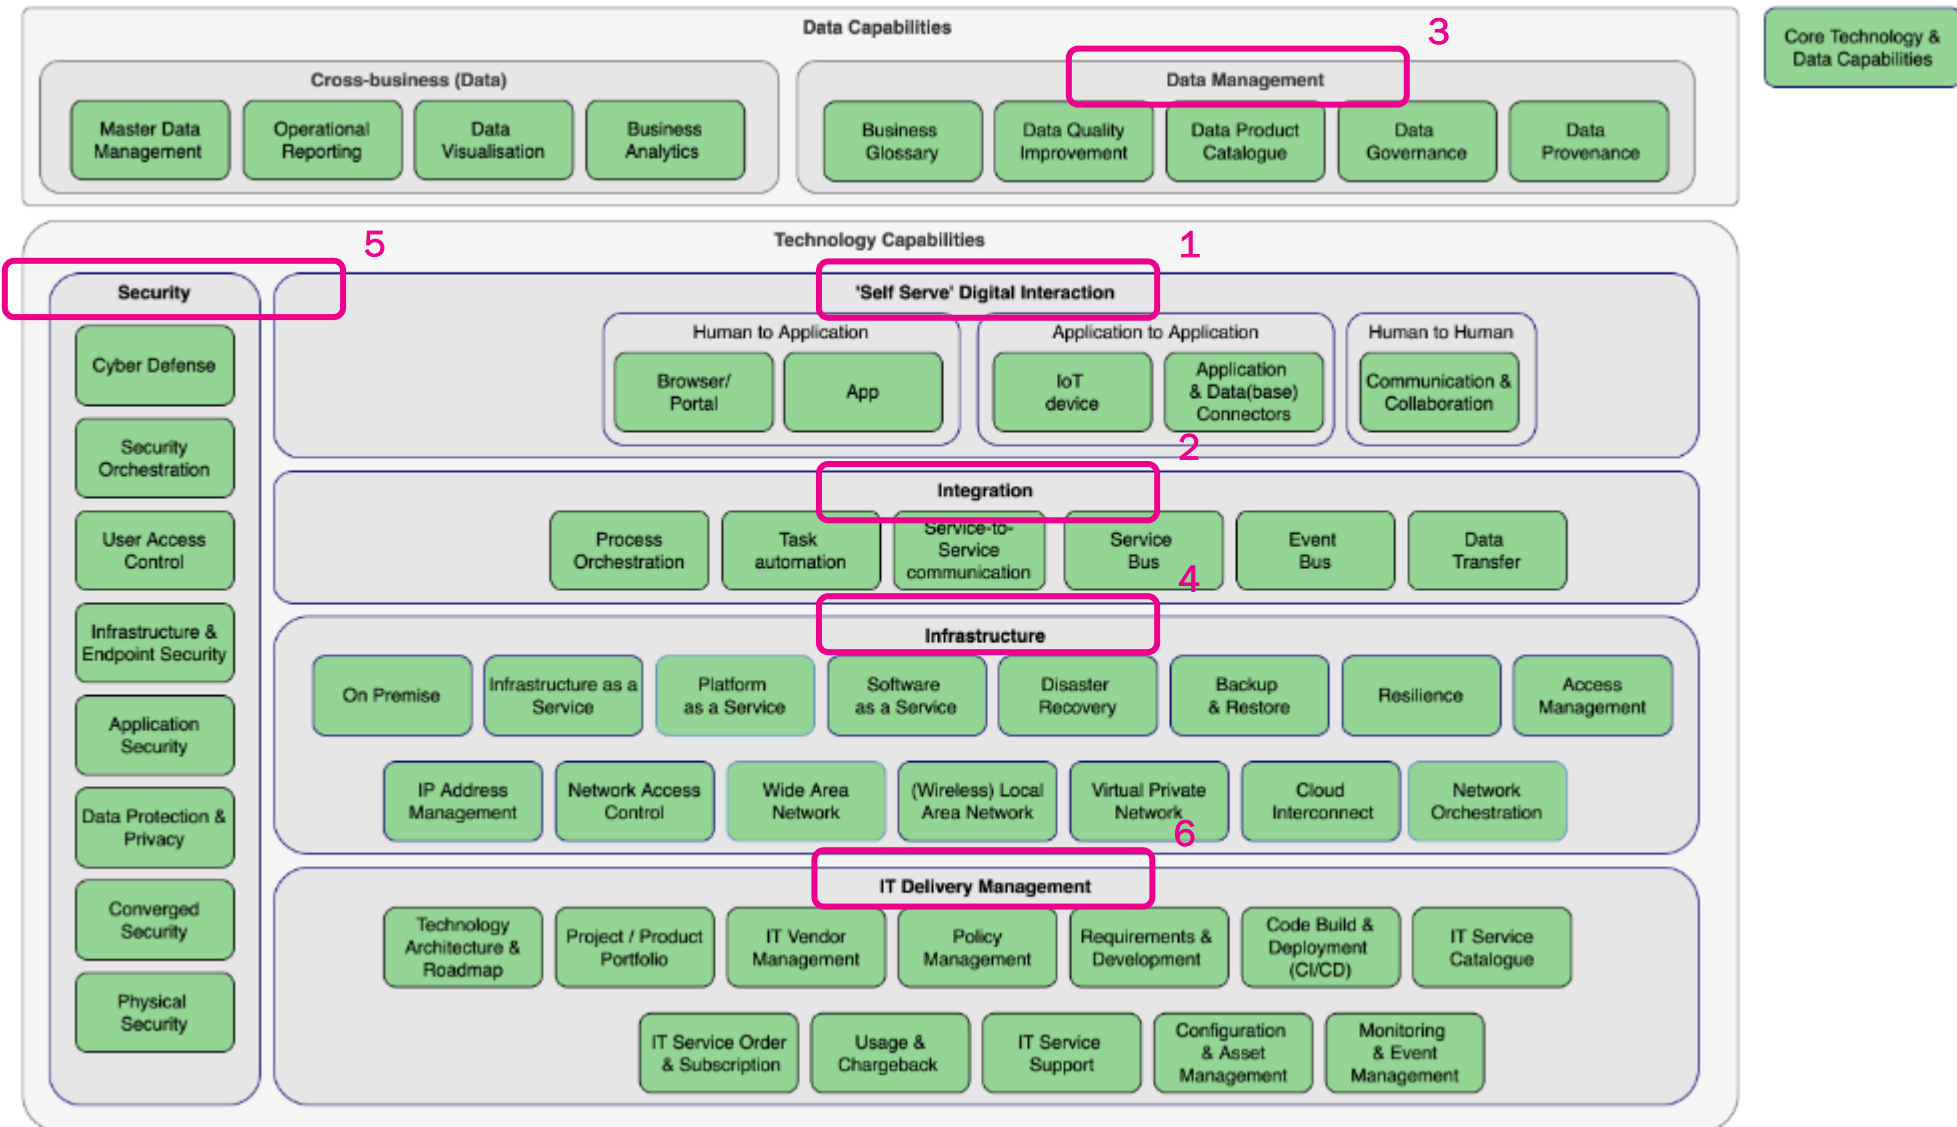 Data Capabilities
3
Core Technology &
Data Capabilities
Cross-business (Data)
Master Data
Management
Operational
Reporting
Data
Visualisation
Business
Analytics
Data Management
Business
Glossary
Data Quality
Improvement
Data Product
Catalogue
Data
Governance
Data
Provenance
Technology Capabilities
5
Security
Cyber Defense
Security
Orchestration
User Access
Control
Infrastructure &
Endpoint Security
Application
Security
Data Protection &
Privacy
Converged
Security
Physical
Security
1
'Self Serve' Digital Interaction
Human to Application
Browser/
Portal
App
Application to Application
IoT
device
Application
& Data(base)
Connectors
Human to Human
Communication &
Collaboration
2
Integration
Process
Orchestration
Task
automation
Service-to-
Service
communication
Service
Bus
Event
Bus
Data
Transfer
4
Infrastructure
On Premise
Infrastructure as a
Service
Platform
as a Service
Software
as a Service
Disaster
Recovery
Backup
& Restore
Resilience
Access
Management
IP Address
Management
Network Access
Control
Wide Area
Network
(Wireless) Local
Area Network
Virtual Private
Network
Cloud
Interconnect
Network
Orchestration
6
IT Delivery Management
Technology
Architecture &
Roadmap
Project / Product
Portfolio
IT Vendor
Management
Policy
Management
Requirements &
Development
Code Build &
Deployment
(CI/CD)
IT Service
Catalogue
IT Service Order
& Subscription
Usage &
Chargeback
IT Service
Support
Configuration
& Asset
Management
Monitoring
& Event
Management